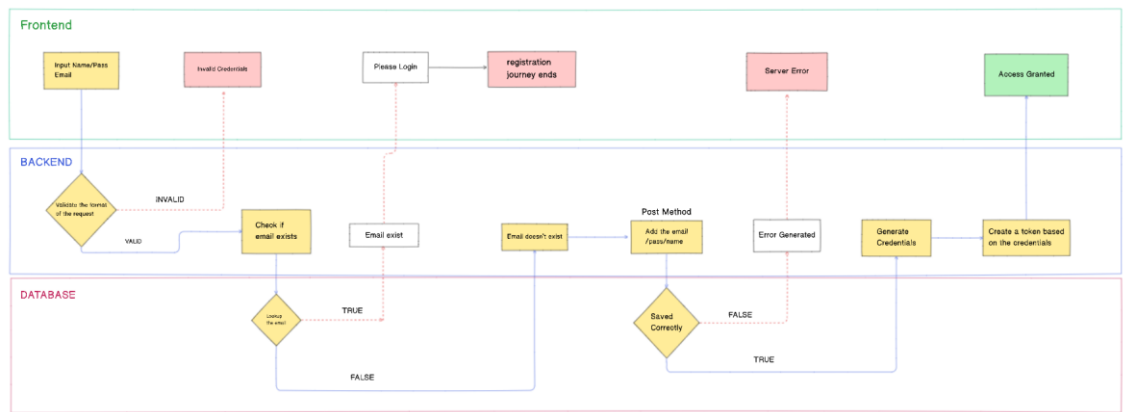 Frontend
Input Name/Pass
Email
Invalid Credentials
Please Login
registration
journey ends
Server Error
Access Granted
BACKEND
Validate the format
of the request
INVALID
VALID
Check if
email exists
Email exist
Email doesn't exist
Post Method
Add the email
/pass/name
Error Generated
Generate
Credentials
Create a token based
on the credentials
DATABASE
Lookup
the email
TRUE
FALSE
Saved
Correctly
FALSE
TRUE